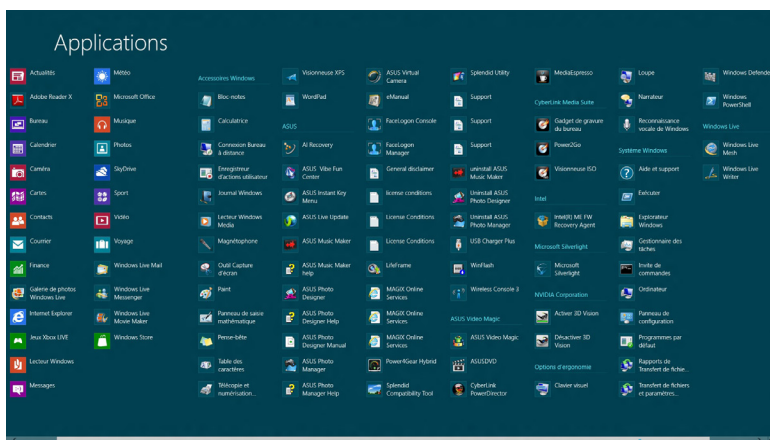 Applications
Actualités
Adobe Reader X
Bureau
Calendrier
Caméra
Cartes
Contacts
Courrier
Finance
Galerie de photos
Windows Live
Internet Explorer
Jeux Xbox LIVE
Lecteur Windows
Messages
Météo
Microsoft Office
Musique
Photos
SkyDrive
Sport
Vidéo
Voyage
Windows Live Mail
Windows Live
Messenger
Windows Live
Movie Maker
Windows Store
Accessoires Windows
Bloc-notes
Calculatrice
Connexion Bureau
à distance
Enregistreur
d'actions utilisateur
Journal Windows
Lecteur Windows
Media
Magnétophone
Outil Capture
d'écran
Paint
Panneau de saisie
mathématique
Pense-bête
Table des
caractères
Télécopie et
numérisation...
Visionneuse XPS
WordPad
ASUS
AI Recovery
ASUS Vibe Fun
Center
ASUS Instant Key
Menu
ASUS Live Update
ASUS Music Maker
ASUS Music Maker
help
ASUS Photo
Designer
ASUS Photo
Designer Help
ASUS Photo
Designer Manual
ASUS Photo
Manager
ASUS Photo
Manager Help
ASUS Virtual
Camera
eManual
FaceLogon Console
FaceLogon
Manager
General disclaimer
license conditions
License Conditions
License Conditions
LifeFrame
MAGIX Online
Services
MAGIX Online
Services
MAGIX Online
Services
Power4Gear Hybrid
Splendid
Compatibility Tool
Splendid Utility
Support
Support
Support
uninstall ASUS
Music Maker
Uninstall ASUS
Photo Designer
Uninstall ASUS
Photo Manager
USB Charger Plus
WinFlash
Wireless Console 3
ASUS Video Magic
ASUS Video Magic
ASUSDVD
CyberLink
PowerDirector
MediaEspresso
CyberLink Media Suite
Gadget de gravure
du bureau
Power2Go
Visionneuse ISO
Intel
Intel(R) ME FW
Recovery Agent
Microsoft Silverlight
Microsoft
Silverlight
NVIDIA Corporation
Activer 3D Vision
Désactiver 3D
Vision
Options d'ergonomie
Clavier visuel
Loupe
Narrateur
Reconnaissance
vocale de Windows
Système Windows
Aide et support
Exécuter
Explorateur
Windows
Gestionnaire des
tâches
Invite de
commandes
Ordinateur
Panneau de
configuration
Programmes par
défaut
Rapports de
Transfert de fichie...
Transfert de fichiers
et paramètres...
Windows Defende
Windows
PowerShell
Windows Live
Windows Live
Mesh
Windows Live
Writer